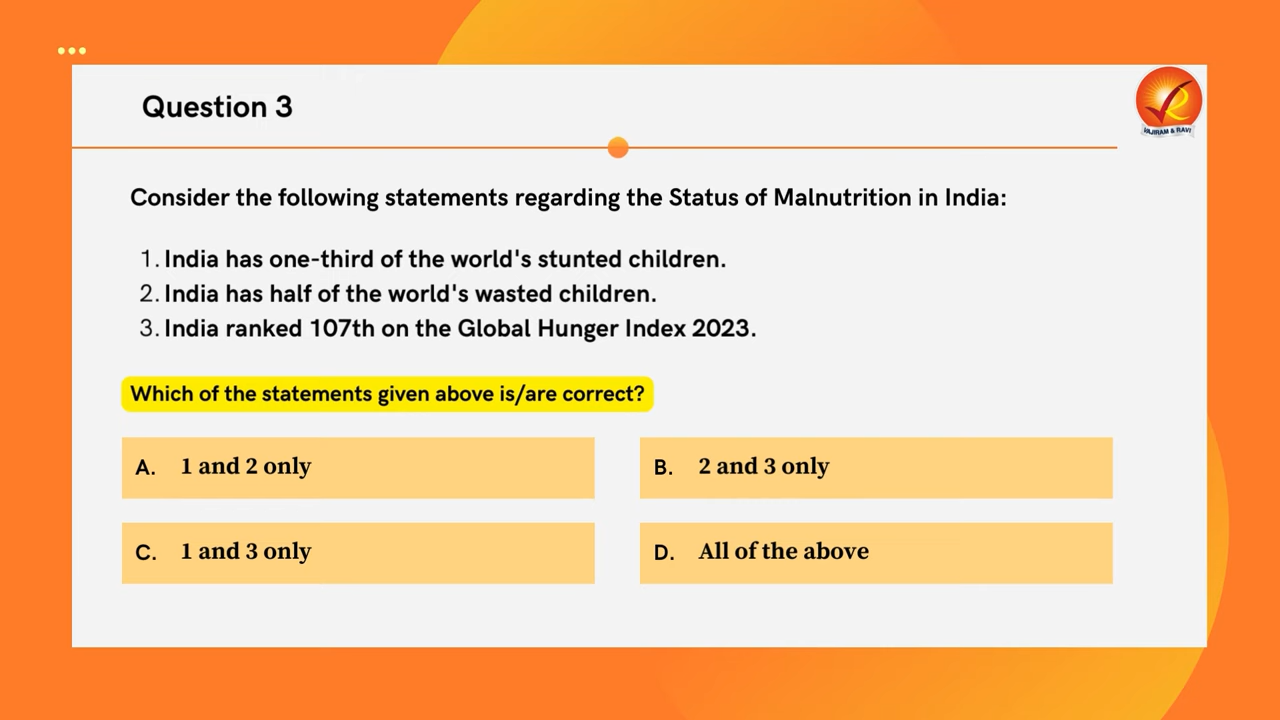 Question 3
VAJIRAM & RAVI
Consider the following statements regarding the Status of Malnutrition in India:
1. India has one-third of the world's stunted children.
2. India has half of the world's wasted children.
3. India ranked 107th on the Global Hunger Index 2023.
Which of the statements given above is/are correct?
A. 1 and 2 only
B. 2 and 3 only
C. 1 and 3 only
D. All of the above